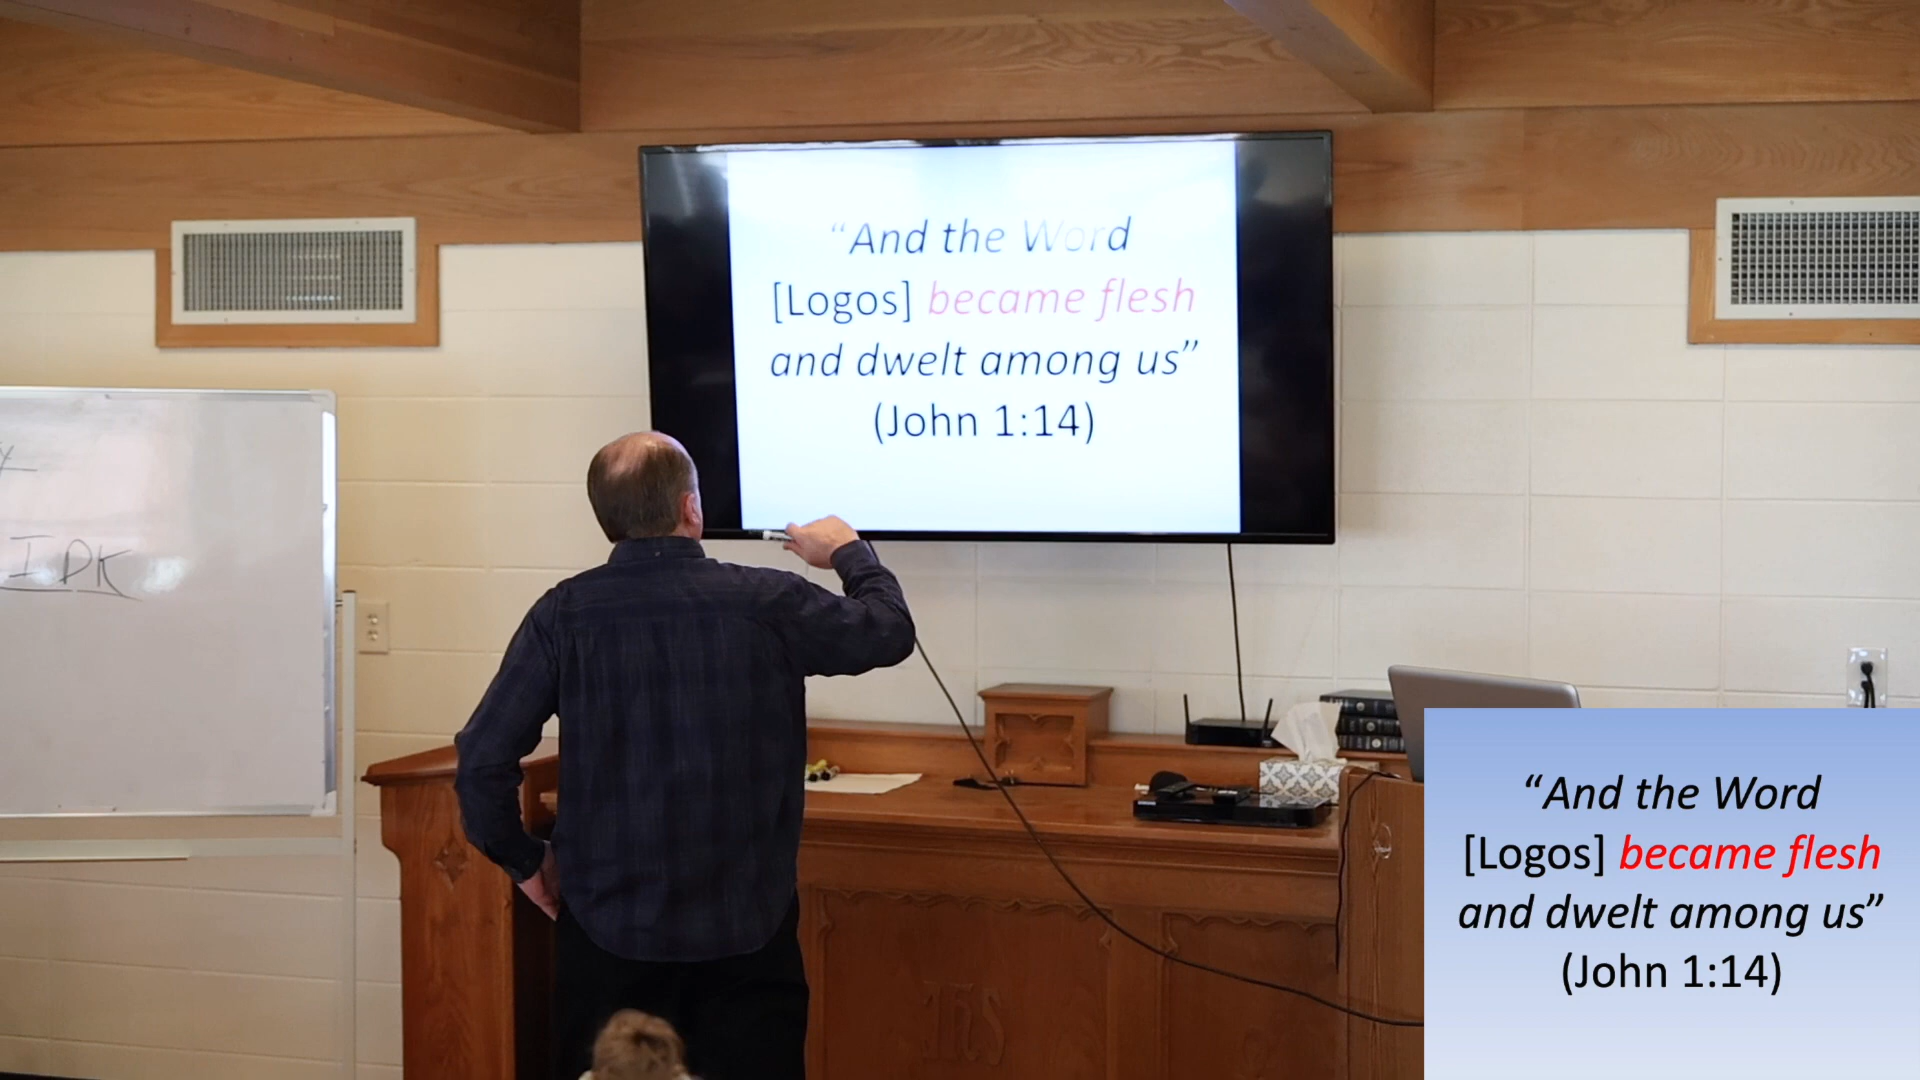 IDK
“And the Word
[Logos] became flesh
and dwelt among us”
(John 1:14)
IHS
“And the Word
[Logos] became flesh
and dwelt among us”
(John 1:14)